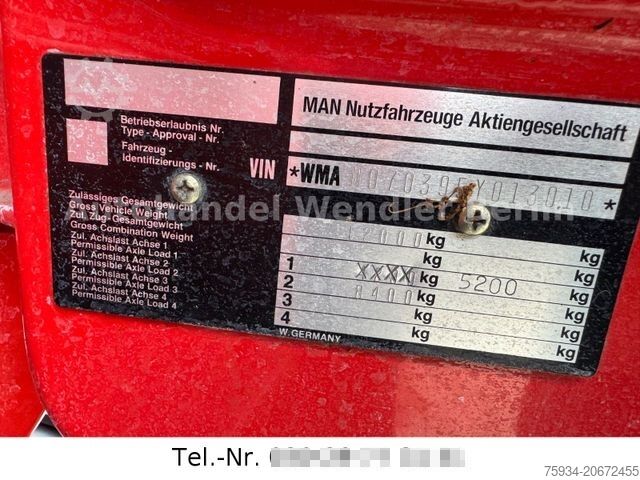 MAN Nutzfahrzeuge Aktiengesellschaft
Betriebserlaubnis Nr.
Type - Approval - Nr.
Fahrzeug -
Identifizierungs - Nr.
VIN *WMA *
Zulässiges Gesamtgewicht
Gross Vehicle Weight
Zul. Zug Gesamtgewicht
Gross Combination Weight
Zul. Achslast Achse 1
Permissible Axle Load 1
Zul. Achslast Achse 2
Permissible Axle Load 2
Zul. Achslast Achse 3
Permissible Axle Load 3
Zul. Achslast Achse 4
Permissible Axle Load 4
kg kg
1 XXXX kg 5200 kg
2 8400 kg kg
3 kg kg
4 kg kg
W. GERMANY
Autohandel Wendler Berlin
Tel.-Nr.
75934-20672455